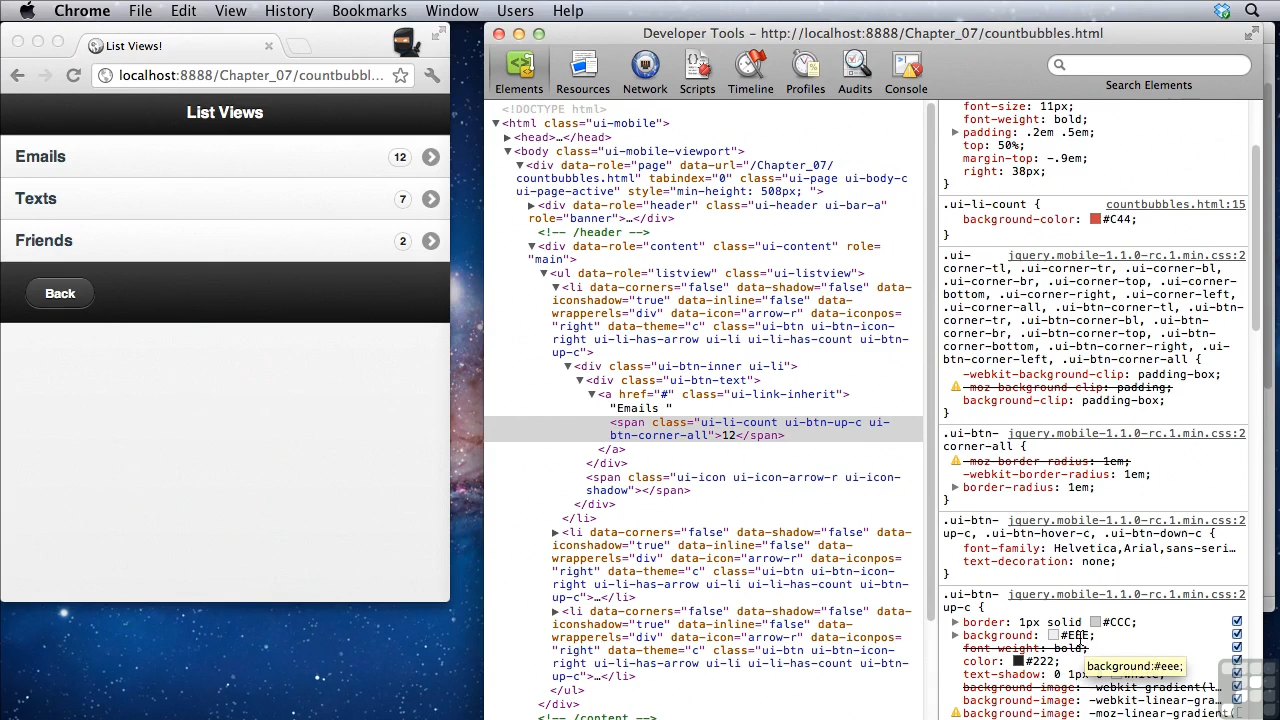 Chrome File Edit View History Bookmarks Window Users Help
List Views!
localhost:8888/Chapter_07/countbubbl...
List Views
Emails 12
Texts 7
Friends 2
Back
Developer Tools - http://localhost:8888/Chapter_07/countbubbles.html
Elements Resources Network Scripts Timeline Profiles Audits Console
Search Elements
<!DOCTYPE html>
<html class="ui-mobile">
<head>…</head>
<body class="ui-mobile-viewport">
<div data-role="page" data-url="/Chapter_07/
countbubbles.html" tabindex="0" class="ui-page ui-body-c
ui-page-active" style="min-height: 508px; ">
<div data-role="header" class="ui-header ui-bar-a"
role="banner">…</div>
<!-- /header -->
<div data-role="content" class="ui-content" role=
"main">
<ul data-role="listview" class="ui-listview">
<li data-corners="false" data-shadow="false" data-
iconshadow="true" data-inline="false" data-
wrapperels="div" data-icon="arrow-r" data-iconpos=
"right" data-theme="c" class="ui-btn ui-btn-icon-
right ui-li-has-arrow ui-li ui-li-has-count ui-btn-
up-c">
<div class="ui-btn-inner ui-li">
<div class="ui-btn-text">
<a href="#" class="ui-link-inherit">
"Emails "
<span class="ui-li-count ui-btn-up-c ui-
btn-corner-all">12</span>
</a>
</div>
<span class="ui-icon ui-icon-arrow-r ui-icon-
shadow"></span>
</div>
</li>
<li data-corners="false" data-shadow="false" data-
iconshadow="true" data-inline="false" data-
wrapperels="div" data-icon="arrow-r" data-iconpos=
"right" data-theme="c" class="ui-btn ui-btn-icon-
right ui-li-has-arrow ui-li ui-li-has-count ui-btn-
up-c">…</li>
<li data-corners="false" data-shadow="false" data-
iconshadow="true" data-inline="false" data-
wrapperels="div" data-icon="arrow-r" data-iconpos=
"right" data-theme="c" class="ui-btn ui-btn-icon-
right ui-li-has-arrow ui-li ui-li-has-count ui-btn-
up-c">…</li>
</ul>
</div>
<!-- /content -->
font-size: 11px;
font-weight: bold;
padding: .2em .5em;
top: 50%;
margin-top: -.9em;
right: 38px;
}
.ui-li-count { countbubbles.html:15
background-color: #C44;
}
.ui- jquery.mobile-1.1.0-rc.1.min.css:2
corner-tl, .ui-corner-tr, .ui-corner-bl,
.ui-corner-br, .ui-corner-top, .ui-corner-
bottom, .ui-corner-right, .ui-corner-left,
.ui-corner-all, .ui-btn-corner-tl, .ui-btn-
corner-tr, .ui-btn-corner-bl, .ui-btn-
corner-br, .ui-btn-corner-top, .ui-btn-
corner-bottom, .ui-btn-corner-right, .ui-
btn-corner-left, .ui-btn-corner-all {
-webkit-background-clip: padding-box;
-moz-background-clip: padding;
background-clip: padding-box;
}
.ui-btn- jquery.mobile-1.1.0-rc.1.min.css:2
corner-all {
-moz-border-radius: 1em;
-webkit-border-radius: 1em;
border-radius: 1em;
}
.ui-btn- jquery.mobile-1.1.0-rc.1.min.css:2
up-c, .ui-btn-hover-c, .ui-btn-down-c {
font-family: Helvetica,Arial,sans-seri…
text-decoration: none;
}
.ui-btn- jquery.mobile-1.1.0-rc.1.min.css:2
up-c {
border: 1px solid #CCC;
background: #EEE;
font-weight: bold;
color: #222;
background:#eee;
text-shadow: 0 1px
background-image: -webkit-gradient(l…
background-image: -webkit-linear-gra…
background-image: -moz-linear-gradient(